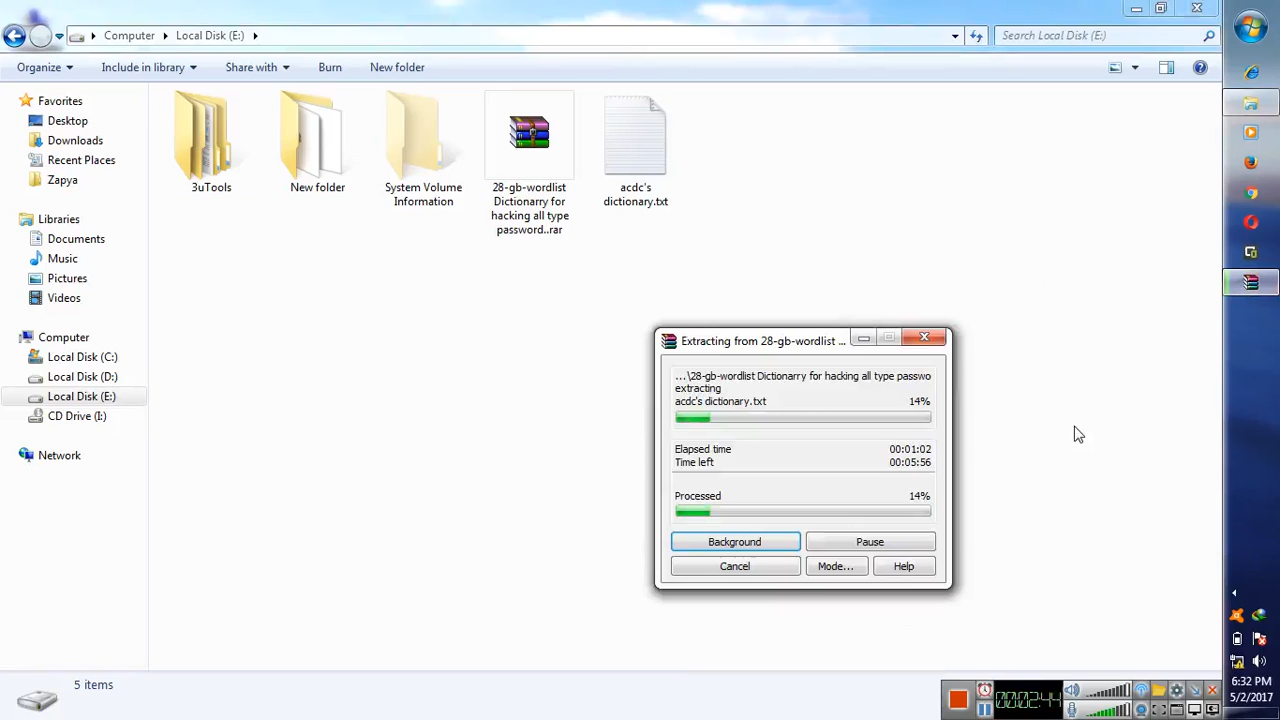 Computer
Local Disk (E:)
Search Local Disk (E:)
Organize
Include in library
Share with
Burn
New folder
Favorites
Desktop
Downloads
Recent Places
Zapya
Libraries
Documents
Music
Pictures
Videos
Computer
Local Disk (C:)
Local Disk (D:)
Local Disk (E:)
CD Drive (I:)
Network
3uTools
New folder
System Volume
Information
28-gb-wordlist
Dictionarry for
hacking all type
password..rar
acdc's
dictionary.txt
Extracting from 28-gb-wordlist ...
...\28-gb-wordlist Dictionarry for hacking all type passwo
extracting
acdc's dictionary.txt 14%
Elapsed time 00:01:02
Time left 00:05:56
Processed 14%
Background
Pause
Cancel
Mode...
Help
5 items
00:02:44
6:32 PM
5/2/2017